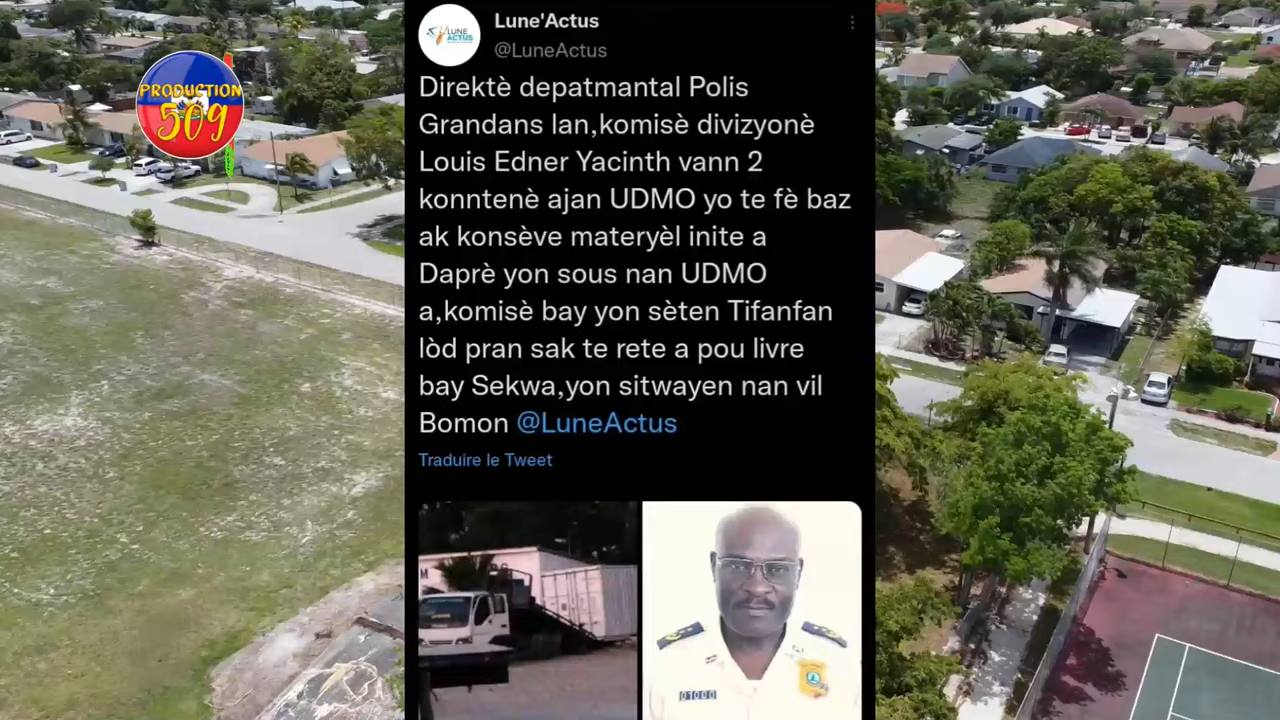 PRODUCTION
509
LUNE
ACTUS
Lune'Actus
@LuneActus
Direktè depatmantal Polis
Grandans lan,komisè divizyonè
Louis Edner Yacinth vann 2
konntenè ajan UDMO yo te fè baz
ak konsève materyèl inite a
Daprè yon sous nan UDMO
a,komisè bay yon sèten Tifanfan
lòd pran sak te rete a pou livre
bay Sekwa,yon sitwayen nan vil
Bomon @LuneActus
Traduire le Tweet
01000